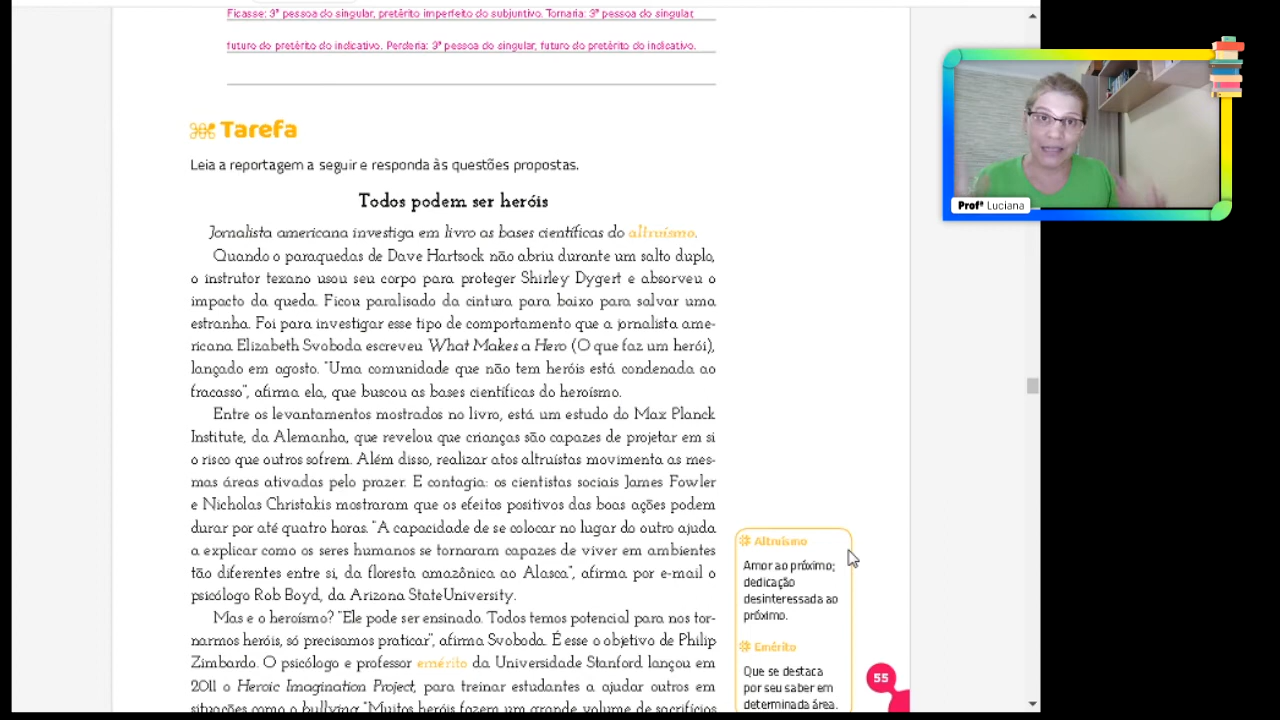 Ficasse: 3ª pessoa do singular, pretérito imperfeito do subjuntivo. Tornaria: 3ª pessoa do singular,
futuro do pretérito do indicativo. Perderia: 3ª pessoa do singular, futuro do pretérito do indicativo.
Tarefa
Leia a reportagem a seguir e responda às questões propostas.
Todos podem ser heróis
Jornalista americana investiga em livro as bases científicas do altruísmo.
Quando o paraquedas de Dave Hartsock não abriu durante um salto duplo,
o instrutor texano usou seu corpo para proteger Shirley Dygert e absorveu o
impacto da queda. Ficou paralisado da cintura para baixo para salvar uma
estranha. Foi para investigar esse tipo de comportamento que a jornalista ame-
ricana Elizabeth Svoboda escreveu What Makes a Hero (O que faz um herói),
lançado em agosto. "Uma comunidade que não tem heróis está condenada ao
fracasso", afirma ela, que buscou as bases científicas do heroísmo.
Entre os levantamentos mostrados no livro, está um estudo do Max Planck
Institute, da Alemanha, que revelou que crianças são capazes de projetar em si
o risco que outros sofrem. Além disso, realizar atos altruístas movimenta as mes-
mas áreas ativadas pelo prazer. E contagia: os cientistas sociais James Fowler
e Nicholas Christakis mostraram que os efeitos positivos das boas ações podem
durar por até quatro horas. "A capacidade de se colocar no lugar do outro ajuda
a explicar como os seres humanos se tornaram capazes de viver em ambientes
tão diferentes entre si, da floresta amazônica ao Alasca", afirma por e-mail o
psicólogo Rob Boyd, da Arizona StateUniversity.
Mas e o heroísmo? "Ele pode ser ensinado. Todos temos potencial para nos tor-
narmos heróis, só precisamos praticar", afirma Svoboda. É esse o objetivo de Philip
Zimbardo. O psicólogo e professor emérito da Universidade Stanford lançou em
2011 o Heroic Imagination Project, para treinar estudantes a ajudar outros em
situações como o bullying. "Muitos heróis fazem um grande volume de sacrifícios
Altruísmo
Amor ao próximo;
dedicação
desinteressada ao
próximo.
Emérito
Que se destaca
por seu saber em
determinada área.
55
Profª Luciana